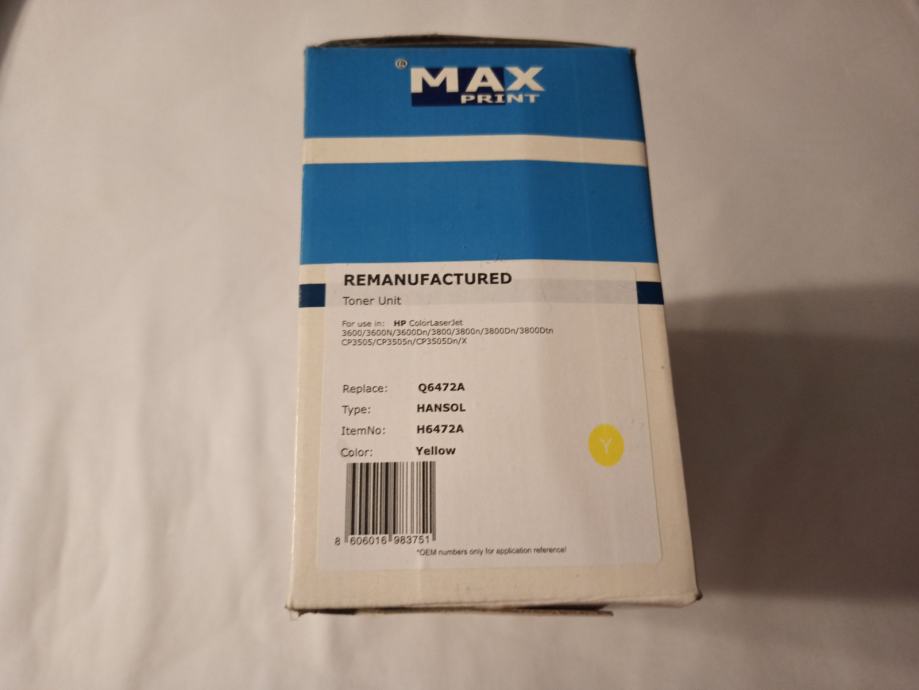 ® MAX
PRINT
REMANUFACTURED
Toner Unit
For use in: HP ColorLaserJet
3600/3600N/3600Dn/3800/3800n/3800Dn/3800Dtn
CP3505/CP3505n/CP3505Dn/X
Replace: Q6472A
Type: HANSOL
ItemNo: H6472A
Color: Yellow
Y
8 606016 983751
*OEM numbers only for application reference!